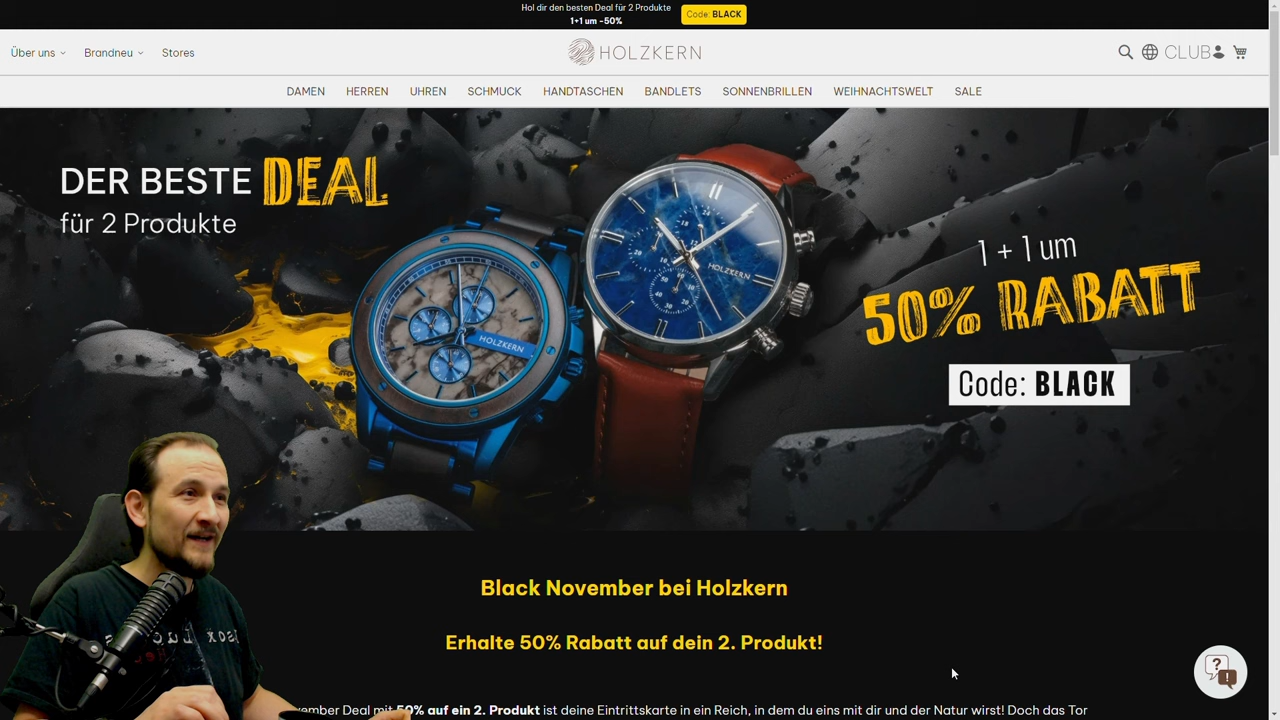 Hol dir den besten Deal für 2 Produkte
1+1 um -50%
Code: BLACK
Über uns
Brandneu
Stores
HOLZKERN
CLUB
DAMEN
HERREN
UHREN
SCHMUCK
HANDTASCHEN
BANDLETS
SONNENBRILLEN
WEIHNACHTSWELT
SALE
DER BESTE DEAL
für 2 Produkte
1 + 1 um
50% RABATT
Code: BLACK
HOLZKERN
HOLZKERN
Black November bei Holzkern
Erhalte 50% Rabatt auf dein 2. Produkt!
Deal mit 50% auf ein 2. Produkt ist deine Eintrittskarte in ein Reich, in dem du eins mit dir und der Natur wirst! Doch das Tor